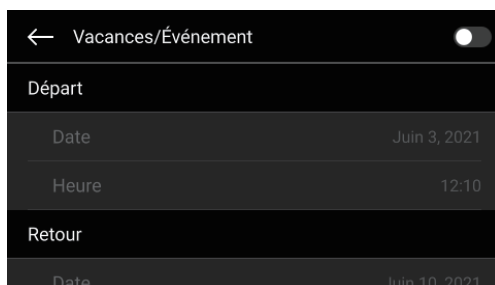 Vacances/Événement
Départ
Date Juin 3, 2021
Heure 12:10
Retour
Date Juin 10, 2021